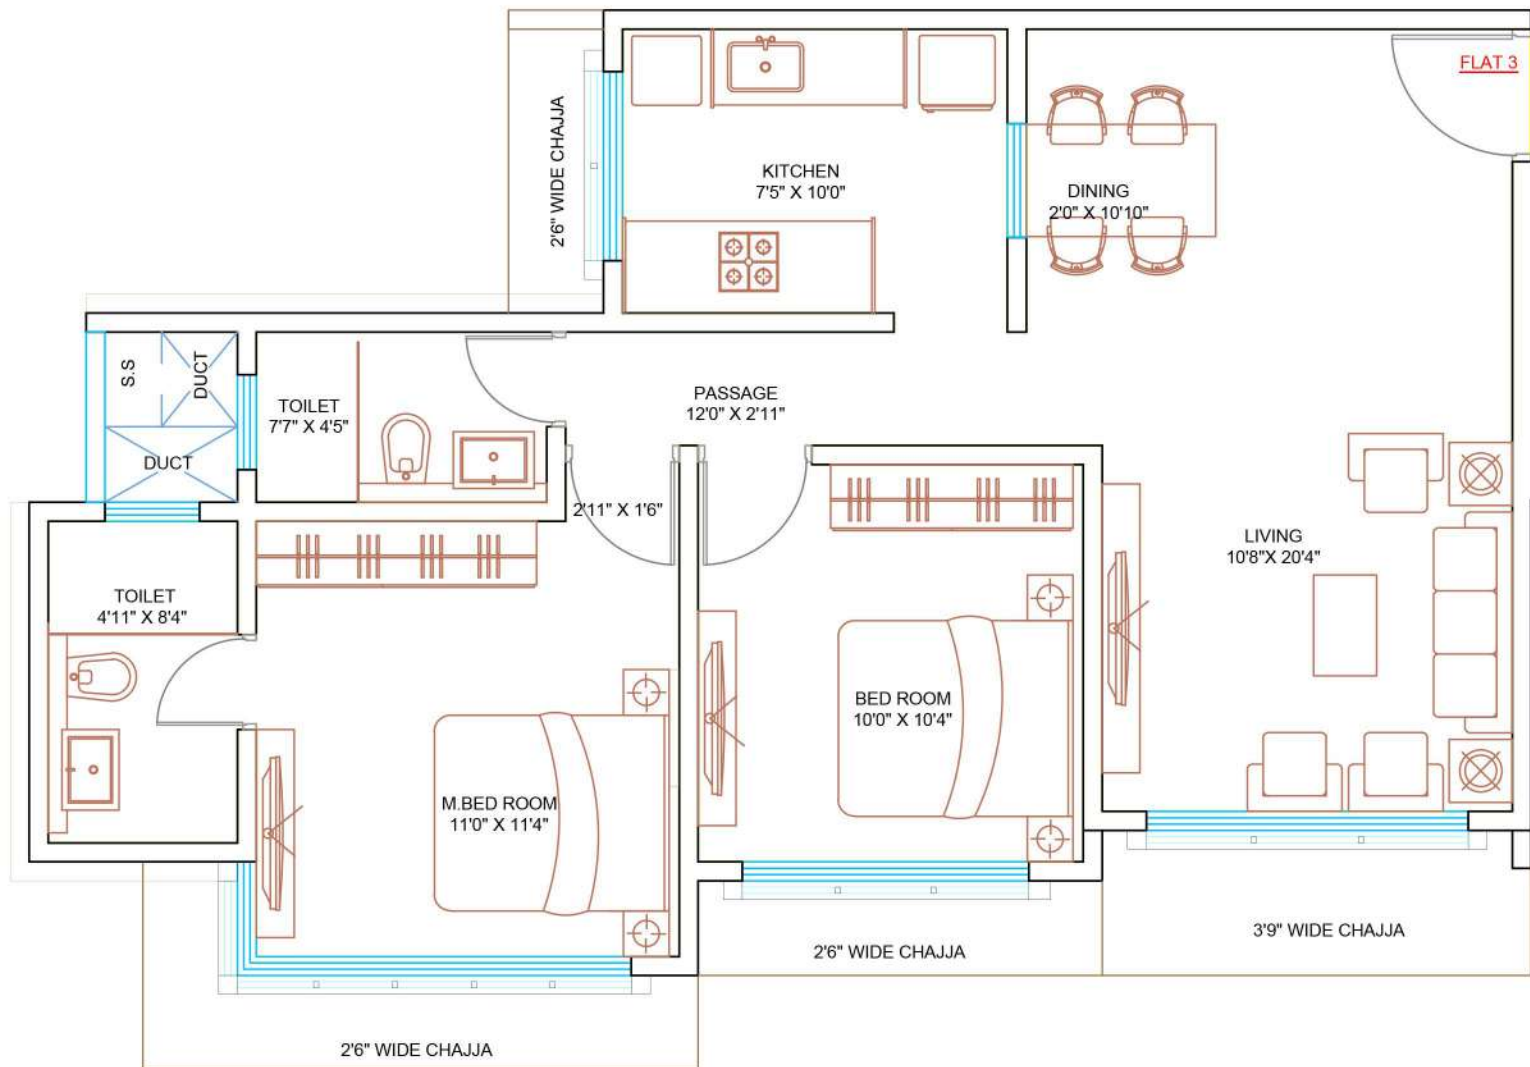 FLAT 3
2'6" WIDE CHAJJA
KITCHEN
7'5" X 10'0"
DINING
2'0" X 10'10"
S.S
DUCT
TOILET
7'7" X 4'5"
PASSAGE
12'0" X 2'11"
DUCT
2'11" X 1'6"
LIVING
10'8"X 20'4"
TOILET
4'11" X 8'4"
BED ROOM
10'0" X 10'4"
M.BED ROOM
11'0" X 11'4"
3'9" WIDE CHAJJA
2'6" WIDE CHAJJA
2'6" WIDE CHAJJA